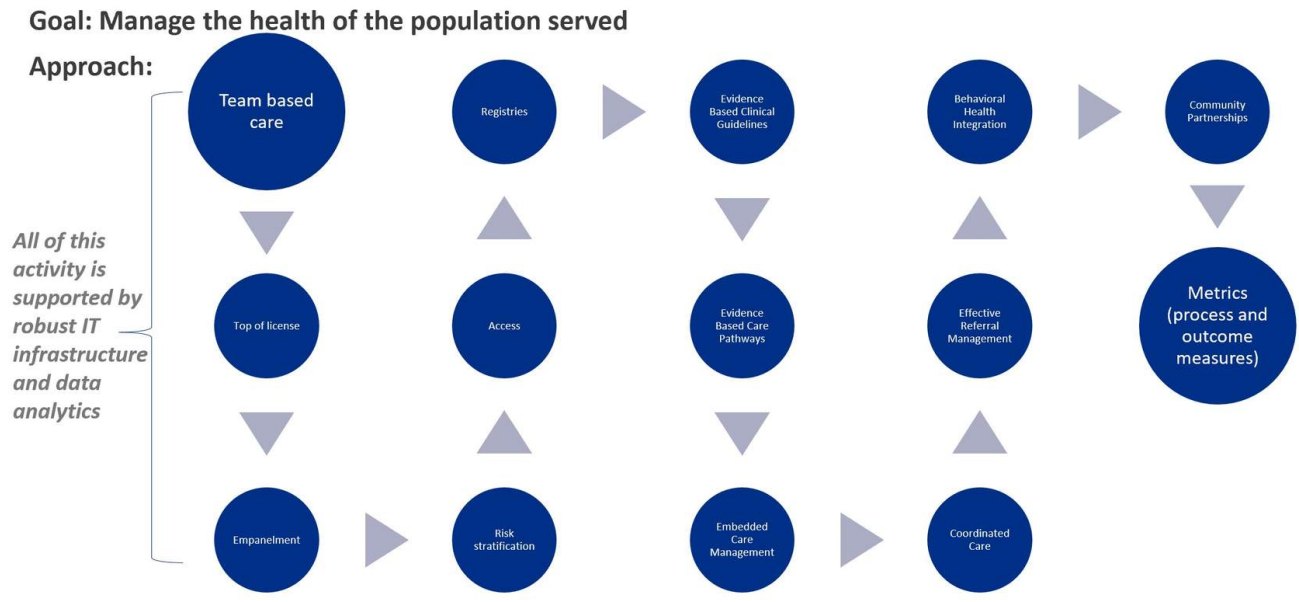 Goal: Manage the health of the population served
Approach:
Team based
care
Registries
Evidence
Based Clinical
Guidelines
Behavioral
Health
Integration
Community
Partnerships
All of this
activity is
supported by
robust IT
infrastructure
and data
analytics
Top of license
Access
Evidence
Based Care
Pathways
Effective
Referral
Management
Metrics
(process and
outcome
measures)
Empanelment
Risk
stratification
Embedded
Care
Management
Coordinated
Care